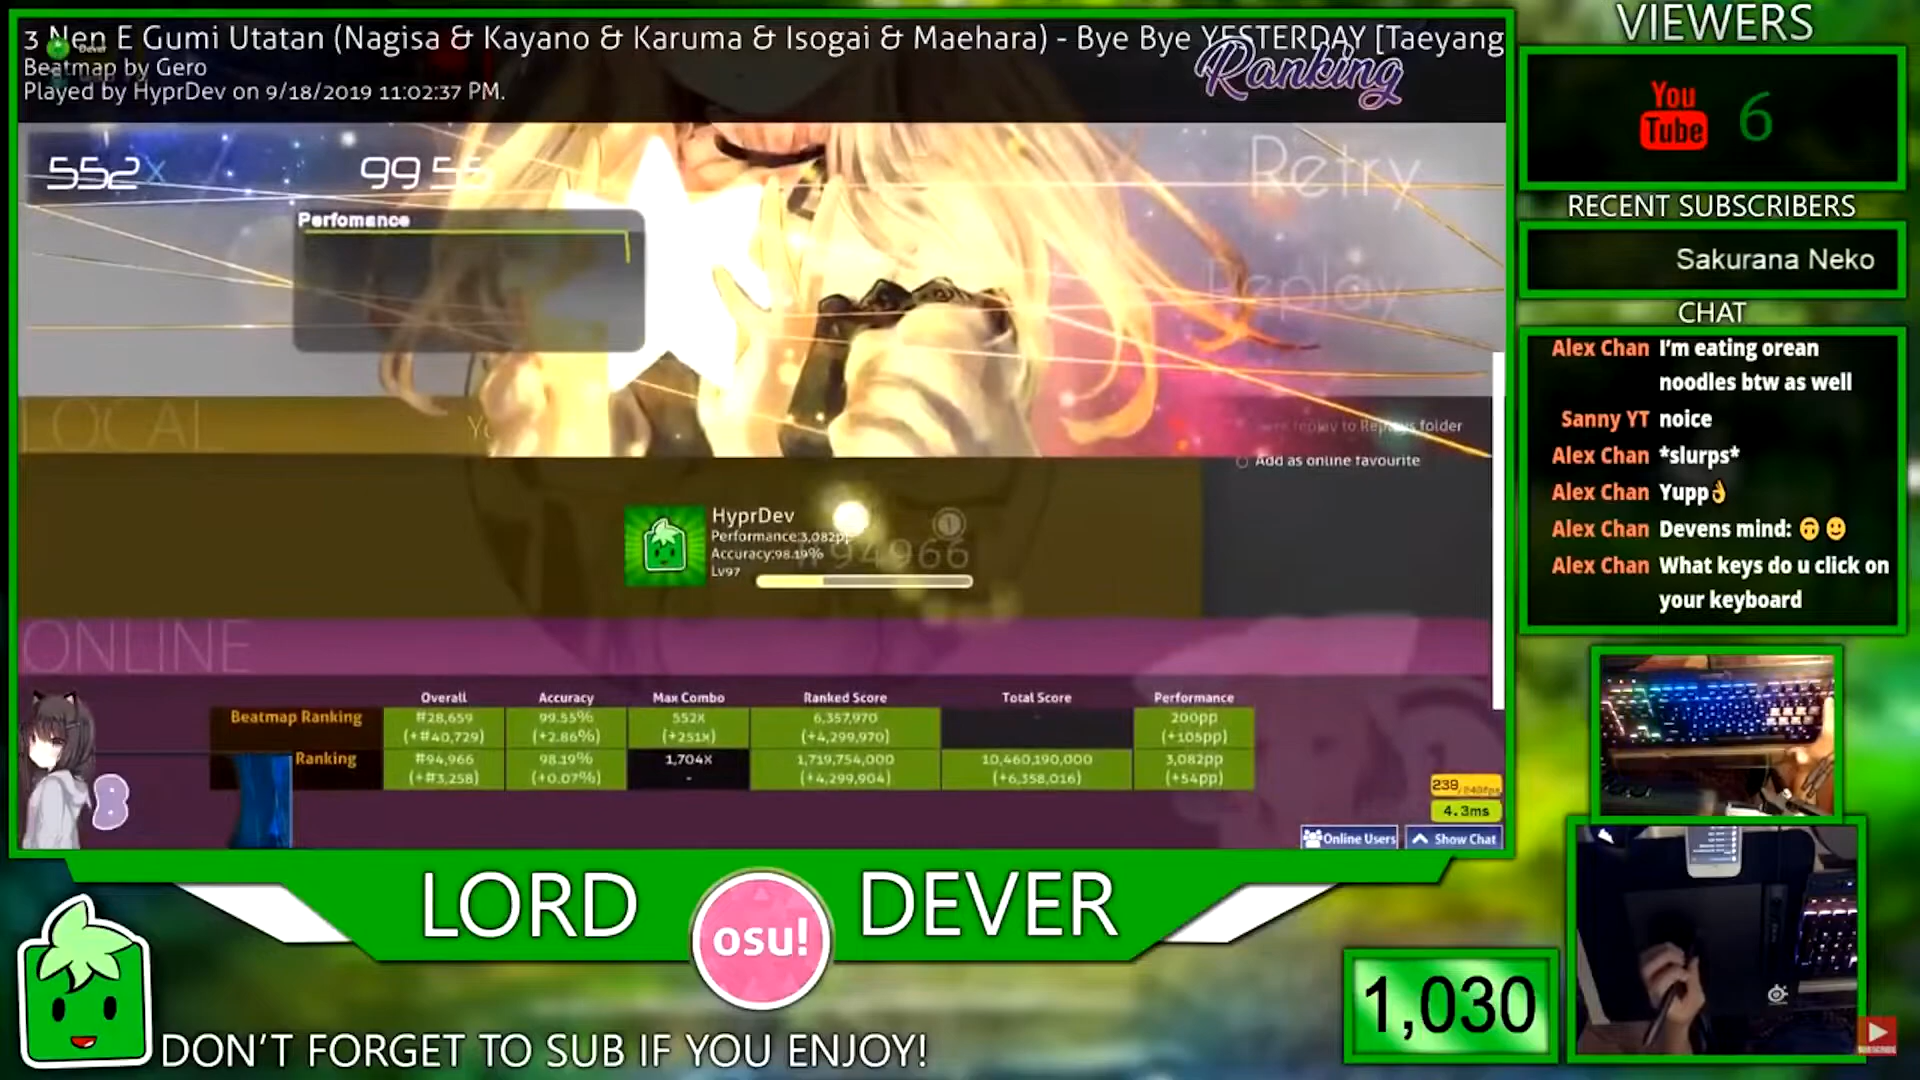 3 Nen E Gumi Utatan (Nagisa & Kayano & Karuma & Isogai & Maehara) - Bye Bye YESTERDAY [Taeyang
Beatmap by Gero
Played by HyprDev on 9/18/2019 11:02:37 PM.
Ranking
552x
99.55
Retry
Replay
Perfomance
LOCAL
replay to Replays folder
Add as online favourite
HyprDev
Performance:3,082pp
Accuracy:98.19%
Lv97
#94966
ONLINE
Overall Accuracy Max Combo Ranked Score Total Score Performance
Beatmap Ranking #28,659 99.55% 552x 6,357,970 - 200pp
(+#40,729) (+2.86%) (+251x) (+4,299,970) (+105pp)
Ranking #94,966 98.19% 1,704x 1,719,754,000 10,460,190,000 3,082pp
(+#3,258) (+0.07%) - (+4,299,904) (+6,358,016) (+54pp)
239
4.3ms
Online Users
Show Chat
VIEWERS
You
Tube
6
RECENT SUBSCRIBERS
Sakurana Neko
CHAT
Alex Chan I'm eating orean
noodles btw as well
Sanny YT noice
Alex Chan *slurps*
Alex Chan Yupp👌
Alex Chan Devens mind: 🙃🙂
Alex Chan What keys do u click on
your keyboard
LORD
osu!
DEVER
1,030
DON'T FORGET TO SUB IF YOU ENJOY!
SUBSCRIBE